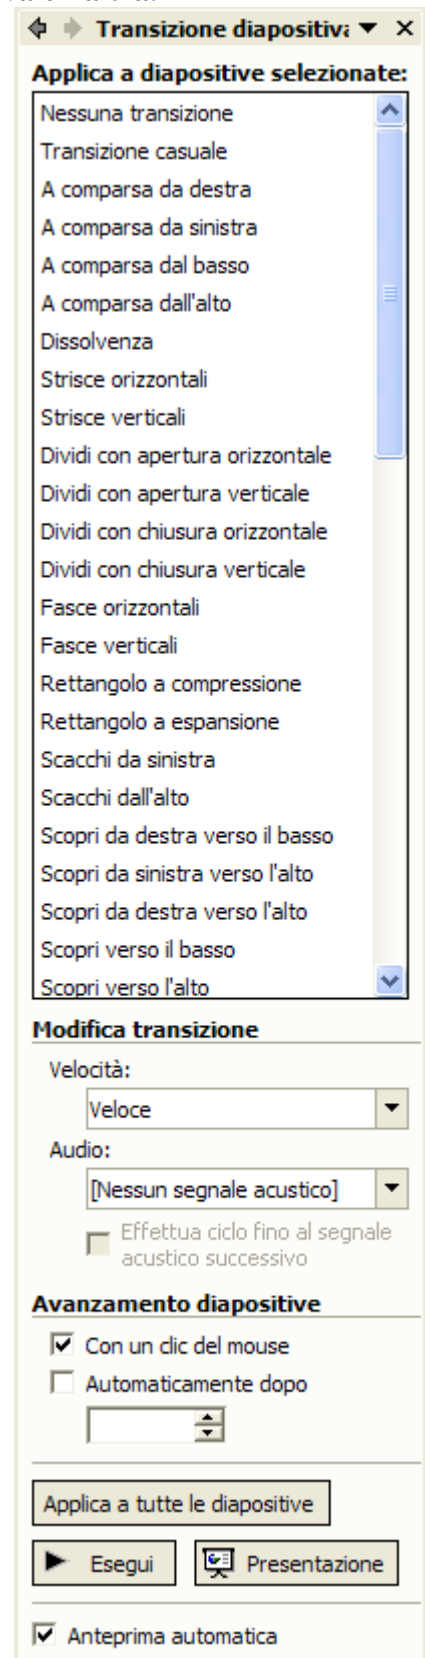 Transizione diapositiva
Applica a diapositive selezionate:
Nessuna transizione
Transizione casuale
A comparsa da destra
A comparsa da sinistra
A comparsa dal basso
A comparsa dall'alto
Dissolvenza
Strisce orizzontali
Strisce verticali
Dividi con apertura orizzontale
Dividi con apertura verticale
Dividi con chiusura orizzontale
Dividi con chiusura verticale
Fasce orizzontali
Fasce verticali
Rettangolo a compressione
Rettangolo a espansione
Scacchi da sinistra
Scacchi dall'alto
Scopri da destra verso il basso
Scopri da sinistra verso l'alto
Scopri da destra verso l'alto
Scopri verso il basso
Scopri verso l'alto
Modifica transizione
Velocità:
Veloce
Audio:
[Nessun segnale acustico]
Effettua ciclo fino al segnale
acustico successivo
Avanzamento diapositive
Con un clic del mouse
Automaticamente dopo
Applica a tutte le diapositive
Esegui Presentazione
Anteprima automatica